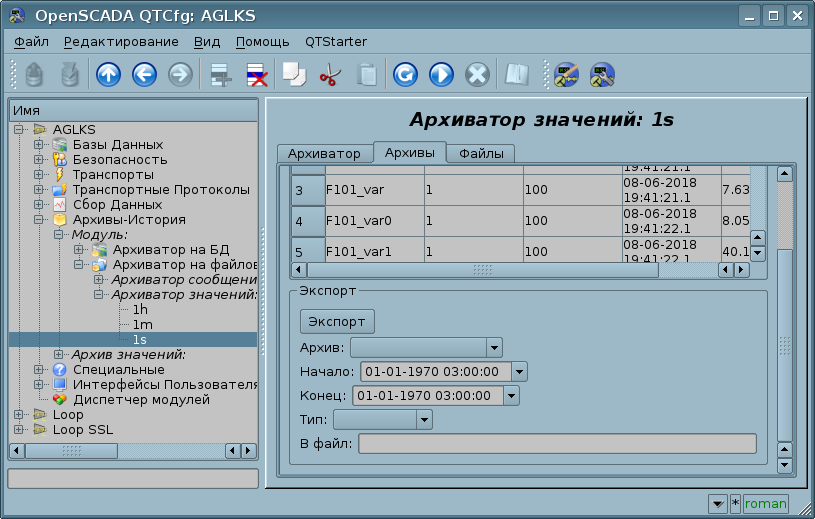 OpenSCADA QTCfg: AGLKS
Файл Редактирование Вид Помощь QTStarter
Имя
AGLKS
Базы Данных
Безопасность
Транспорты
Транспортные Протоколы
Сбор Данных
Архивы-История
Модуль:
Архиватор на БД
Архиватор на файлов
Архиватор сообщени
Архиватор значений:
1h
1m
1s
Архив значений:
Специальные
Интерфейсы Пользователя
Диспетчер модулей
Loop
Loop SSL
Архиватор значений: 1s
Архиватор Архивы Файлы
19:41:21.1
3 F101_var 1 100 08-06-2018 19:41:21.1 7.63
4 F101_var0 1 100 08-06-2018 19:41:22.1 8.05
5 F101_var1 1 100 08-06-2018 19:41:22.1 40.1
Экспорт
Экспорт
Архив:
Начало: 01-01-1970 03:00:00
Конец: 01-01-1970 03:00:00
Тип:
В файл:
* roman